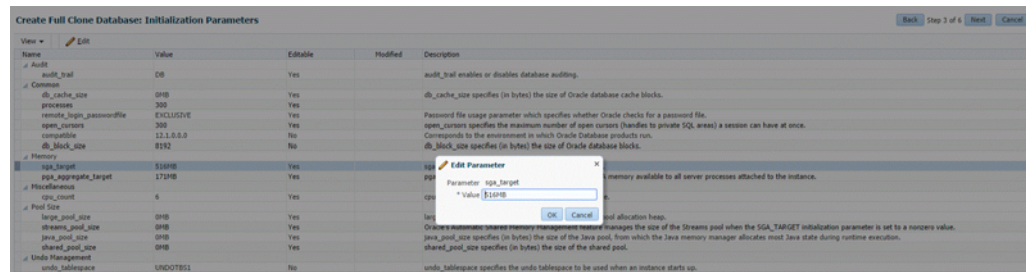 Create Full Clone Database: Initialization Parameters
Back Step 3 of 6 Next Cancel
View Edit
Name Value Editable Modified Description
Audit
audit_trail DB Yes audit_trail enables or disables database auditing.
Common
db_cache_size 0MB Yes db_cache_size specifies (in bytes) the size of Oracle database cache blocks.
processes 300 Yes
remote_login_passwordfile EXCLUSIVE Yes Password file usage parameter which specifies whether Oracle checks for a password file.
open_cursors 300 Yes open_cursors specifies the maximum number of open cursors (handles to private SQL areas) a session can have at once.
compatible 12.1.0.0.0 No Corresponds to the environment in which Oracle Database products run.
db_block_size 8192 No db_block_size specifies (in bytes) the size of Oracle database blocks.
Memory
sga_target 516MB Yes
Edit Parameter
pga_aggregate_target 171MB Yes memory available to all server processes attached to the instance.
Parameter sga_target
Miscellaneous
* Value 516MB
cpu_count 6 Yes
Pool Size
OK Cancel
large_pool_size 0MB Yes pool allocation heap.
streams_pool_size 0MB Yes Oracle's Automatic Shared Memory Management feature manages the size of the Streams pool when the SGA_TARGET initialization parameter is set to a nonzero value.
java_pool_size 0MB Yes java_pool_size specifies (in bytes) the size of the Java pool, from which the Java memory manager allocates most Java state during runtime execution.
shared_pool_size 0MB Yes shared_pool_size specifies (in bytes) the size of the shared pool.
Undo Management
undo_tablespace UNDOTBS1 No undo_tablespace specifies the undo tablespace to be used when an instance starts up.